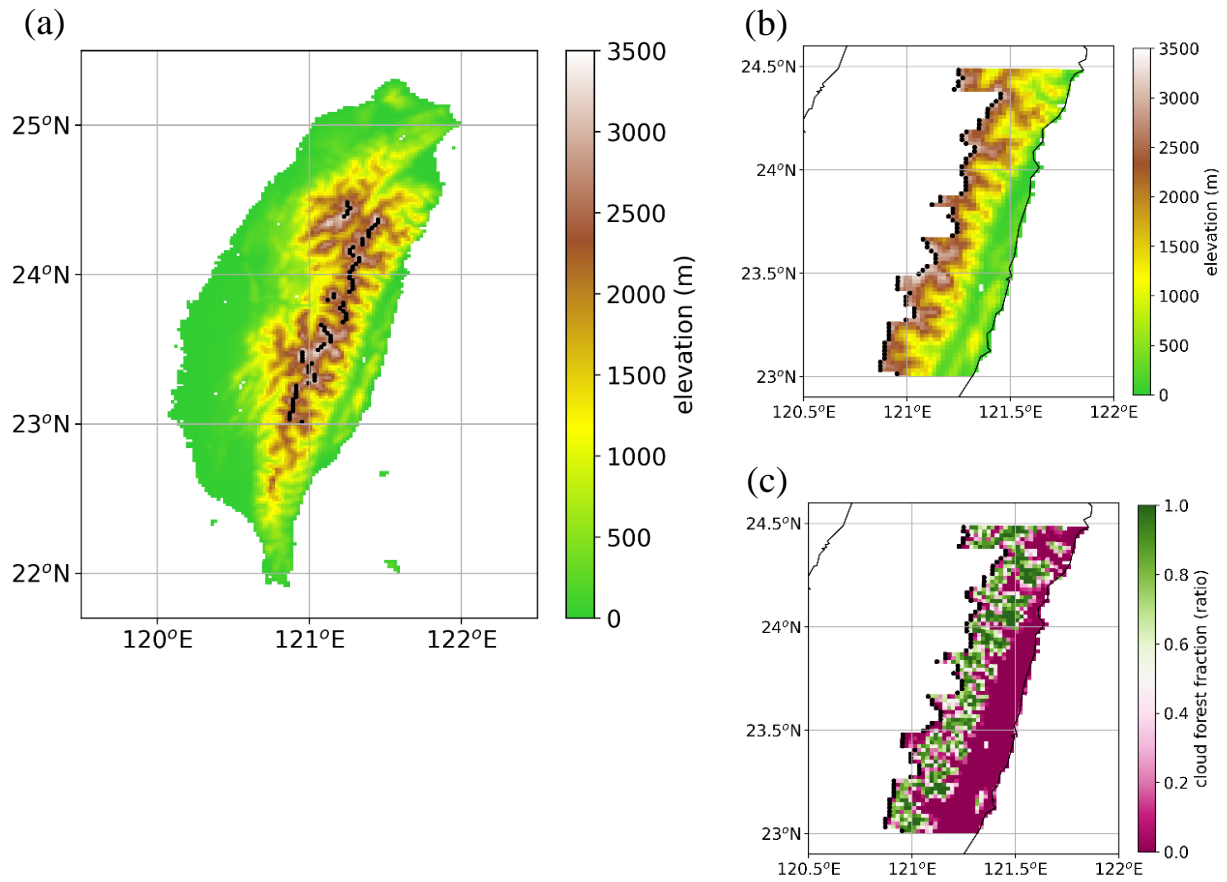 (a)
3500
3000
2500
2000
1500
1000
500
0
elevation (m)
25°N
24°N
23°N
22°N
120°E
121°E
122°E
(b)
3500
3000
2500
2000
1500
1000
500
0
elevation (m)
24.5°N
24°N
23.5°N
23°N
120.5°E
121°E
121.5°E
122°E
(c)
1.0
0.8
0.6
0.4
0.2
0.0
cloud forest fraction (ratio)
24.5°N
24°N
23.5°N
23°N
120.5°E
121°E
121.5°E
122°E